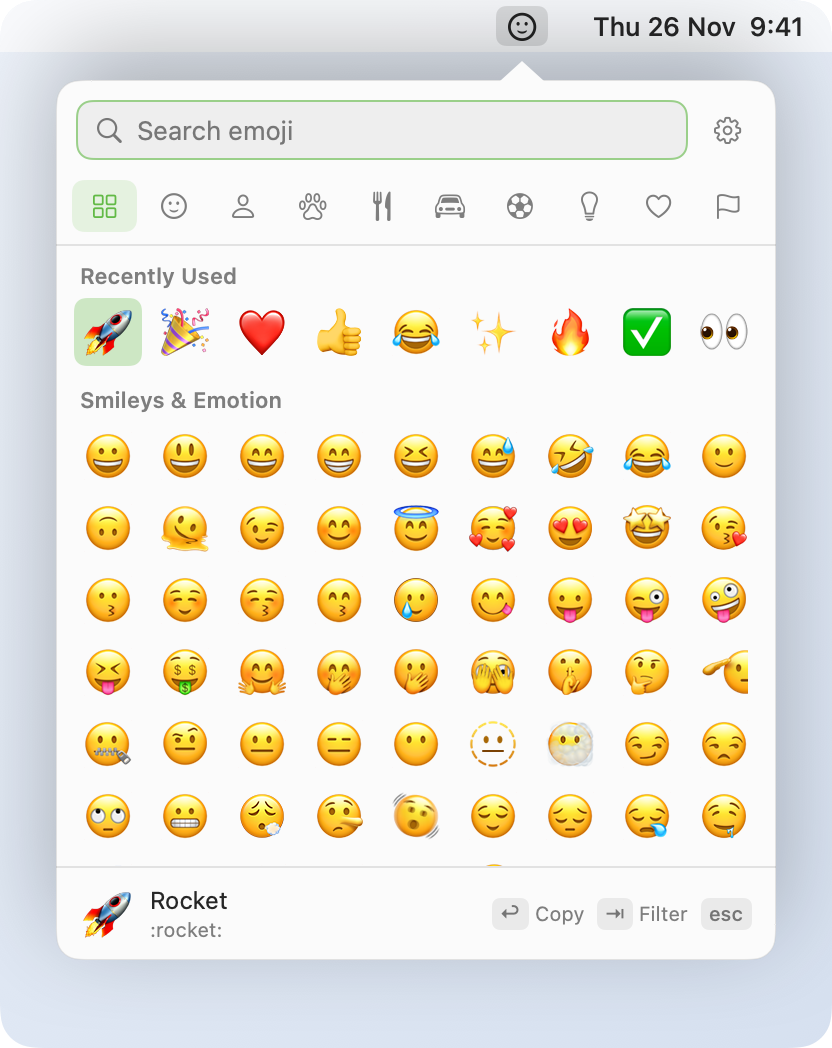 Thu 26 Nov 9:41
Search emoji
Recently Used
Smileys & Emotion
Rocket
:rocket:
Copy
Filter
esc